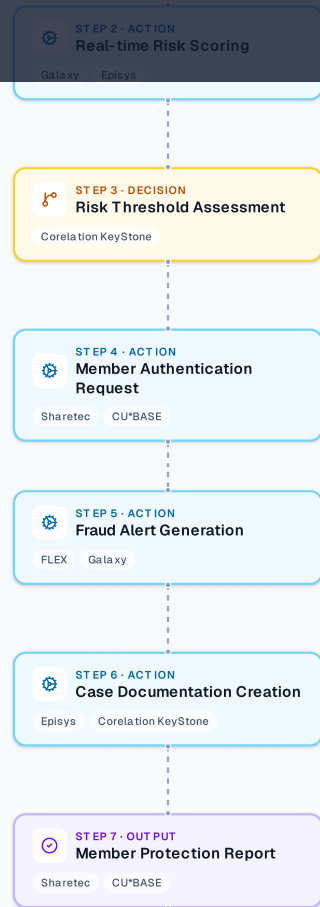 STEP 2 · ACTION
Real-time Risk Scoring
Galaxy Episys
STEP 3 · DECISION
Risk Threshold Assessment
Corelation KeyStone
STEP 4 · ACTION
Member Authentication
Request
Sharetec CU*BASE
STEP 5 · ACTION
Fraud Alert Generation
FLEX Galaxy
STEP 6 · ACTION
Case Documentation Creation
Episys Corelation KeyStone
STEP 7 · OUTPUT
Member Protection Report
Sharetec CU*BASE